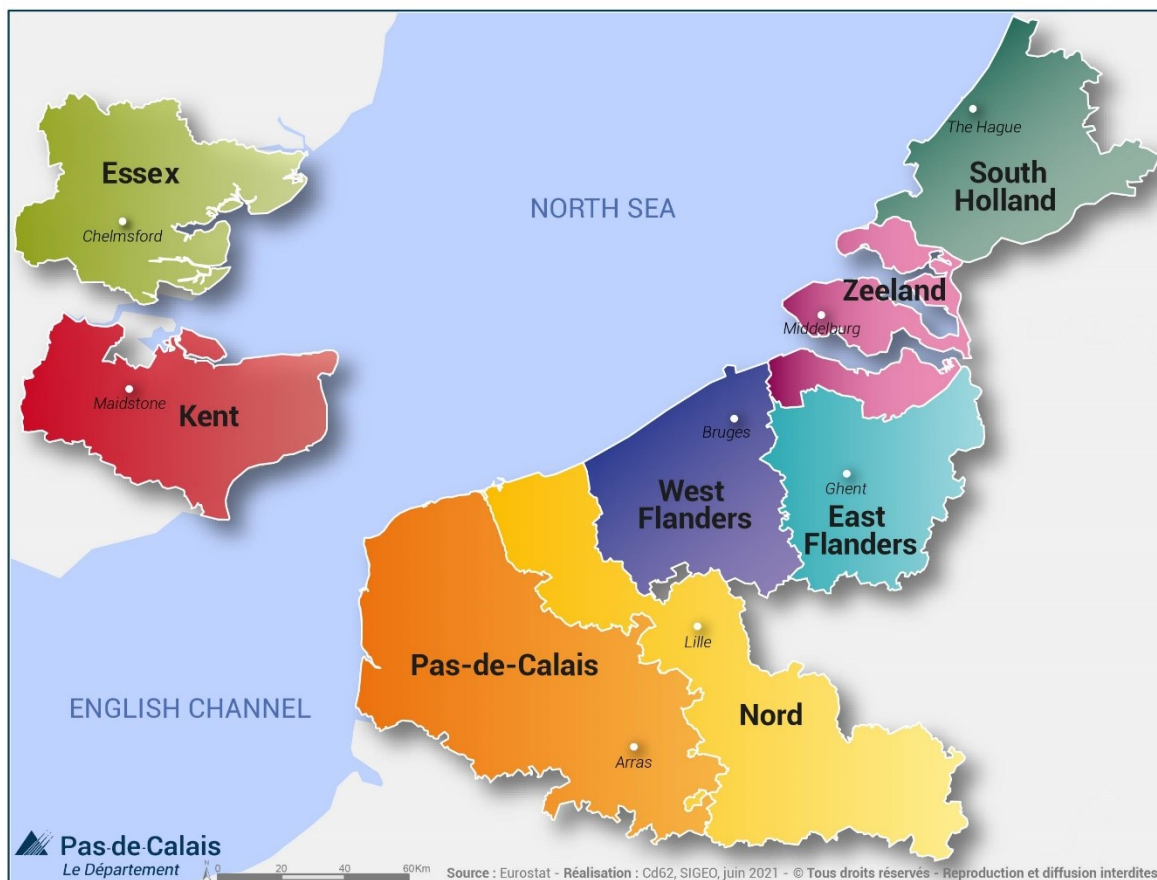 The Hague
South
Holland
Essex
Chelmsford
NORTH SEA
Zeeland
Middelburg
Maidstone
Kent
Bruges
West
Flanders
Ghent
East
Flanders
Lille
Pas-de-Calais
Nord
ENGLISH CHANNEL
Arras
Pas-de-Calais
Le Département
N
0 20 40 60Km
Source : Eurostat - Réalisation : Cd62, SIGEO, juin 2021 - © Tous droits réservés - Reproduction et diffusion interdites